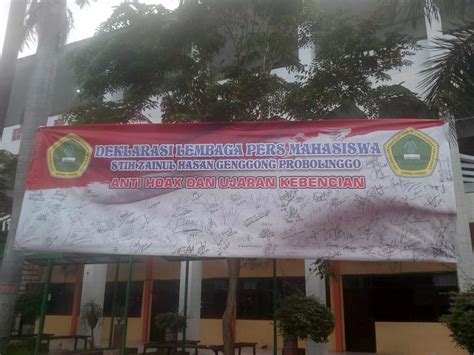 DEKLARASI LEMBAGA PERS MAHASISWA
STIH ZAINUL HASAN GENGGONG PROBOLINGGO
ANTI HOAX DAN UJARAN KEBENCIAN